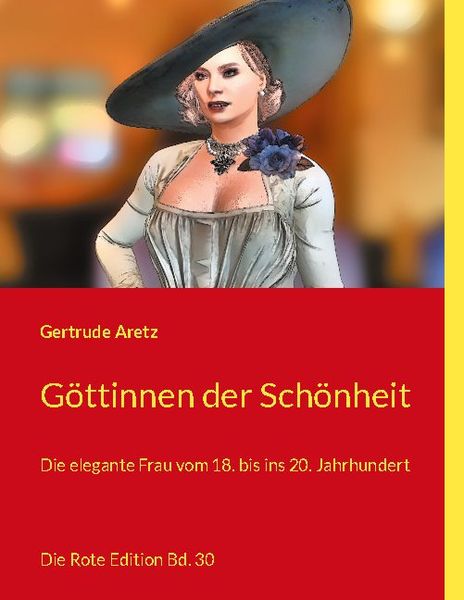 Gertrude Aretz
Göttinnen der Schönheit
Die elegante Frau vom 18. bis ins 20. Jahrhundert
Die Rote Edition Bd. 30